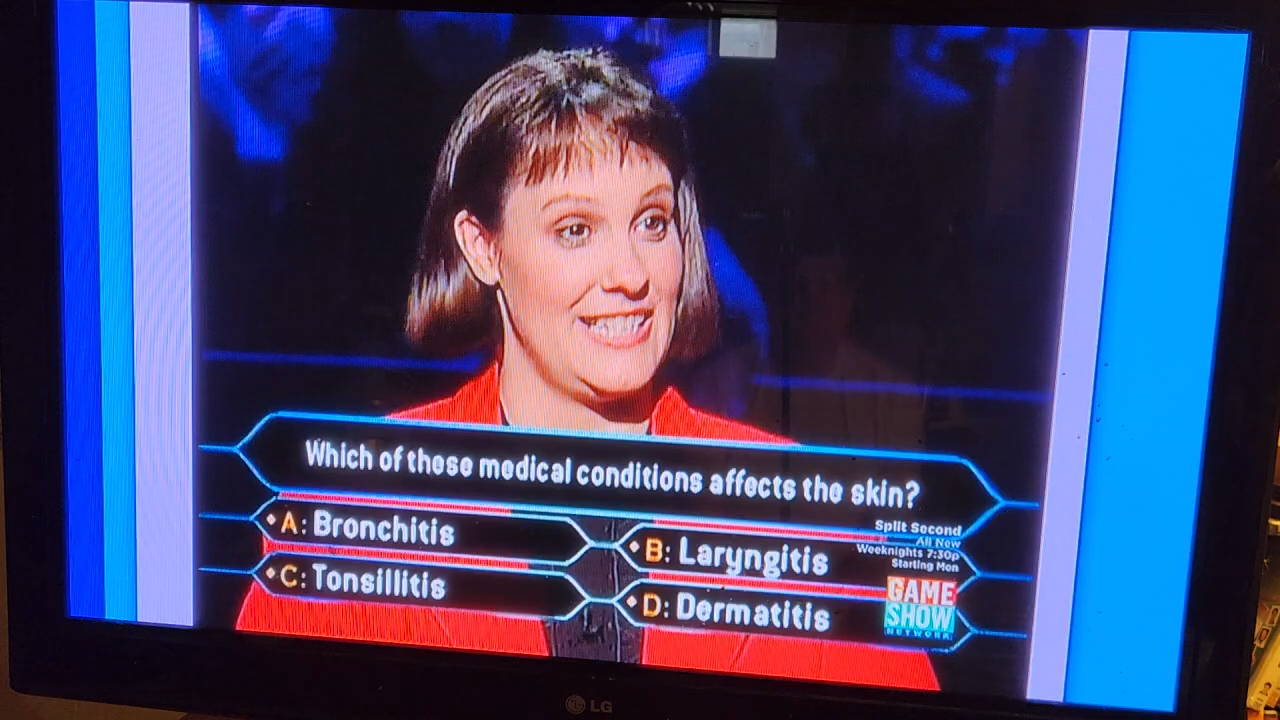 Which of these medical conditions affects the skin?
A: Bronchitis
B: Laryngitis
C: Tonsillitis
D: Dermatitis
Split Second
All New
Weeknights 7:30p
Starting Mon
GAME
SHOW
NETWORK
LG